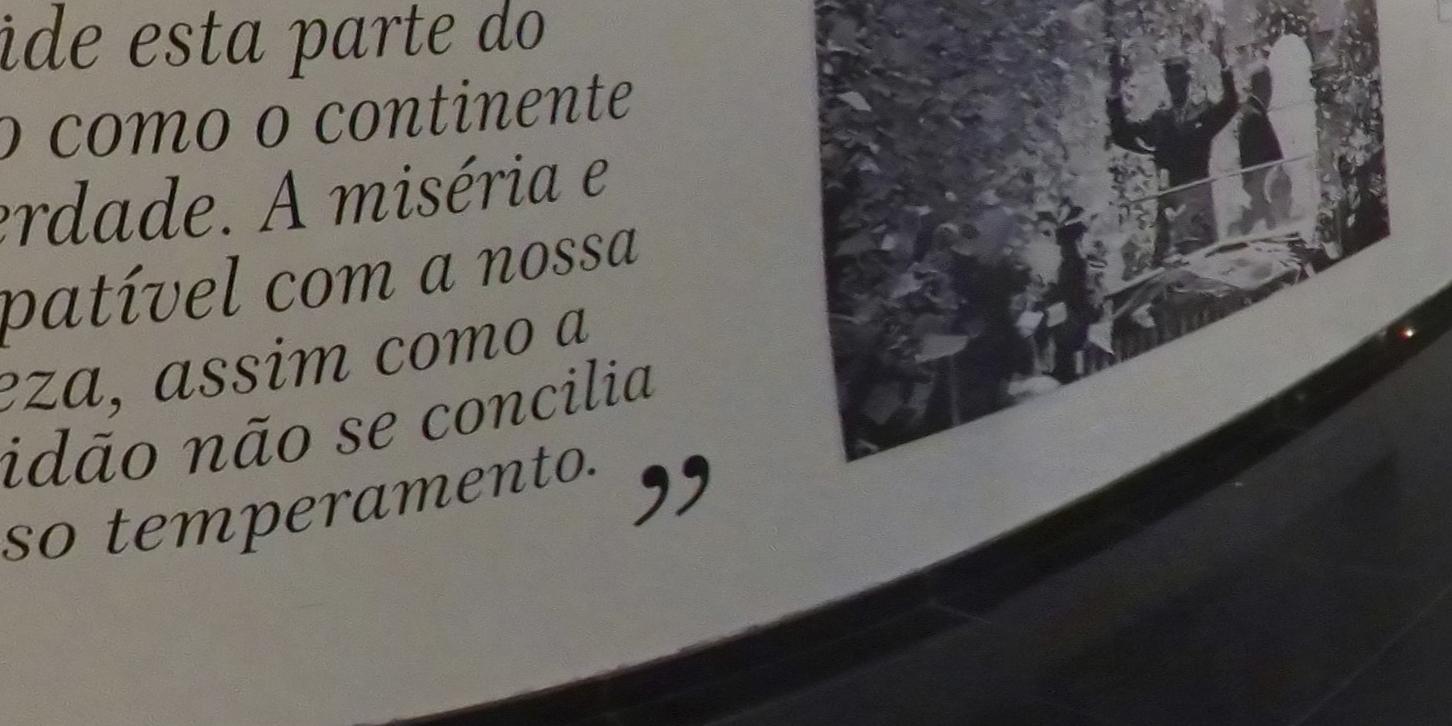 ide esta parte do
o como o continente
erdade. A miséria e
patível com a nossa
eza, assim como a
idão não se concilia
so temperamento. ”